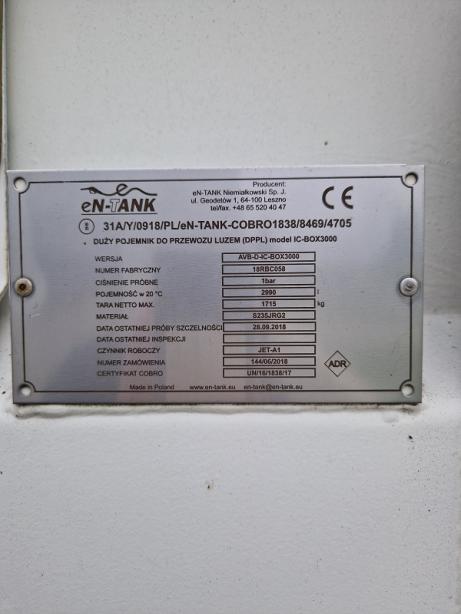 eN-TANK
Producent:
eN-TANK Niemiałkowski Sp. J.
ul. Geodetów 1, 64-100 Leszno
tel/fax. +48 65 520 40 47
CE
un
31A/Y/0918/PL/eN-TANK-COBRO1838/8469/4705
DUŻY POJEMNIK DO PRZEWOZU LUZEM (DPPL) model IC-BOX3000
WERSJA AVB-D-IC-BOX3000
NUMER FABRYCZNY 18RBC058
CIŚNIENIE PRÓBNE 1bar
POJEMNOŚĆ w 20 °C 2990 l
TARA NETTO MAX. 1715 kg
MATERIAŁ S235JRG2
DATA OSTATNIEJ PRÓBY SZCZELNOŚCI 28.09.2018
DATA OSTATNIEJ INSPEKCJI
CZYNNIK ROBOCZY JET-A1
NUMER ZAMÓWIENIA 144/06/2018
CERTYFIKAT COBRO UN/16/1838/17
ADR
Made in Poland www.en-tank.eu en-tank@en-tank.eu